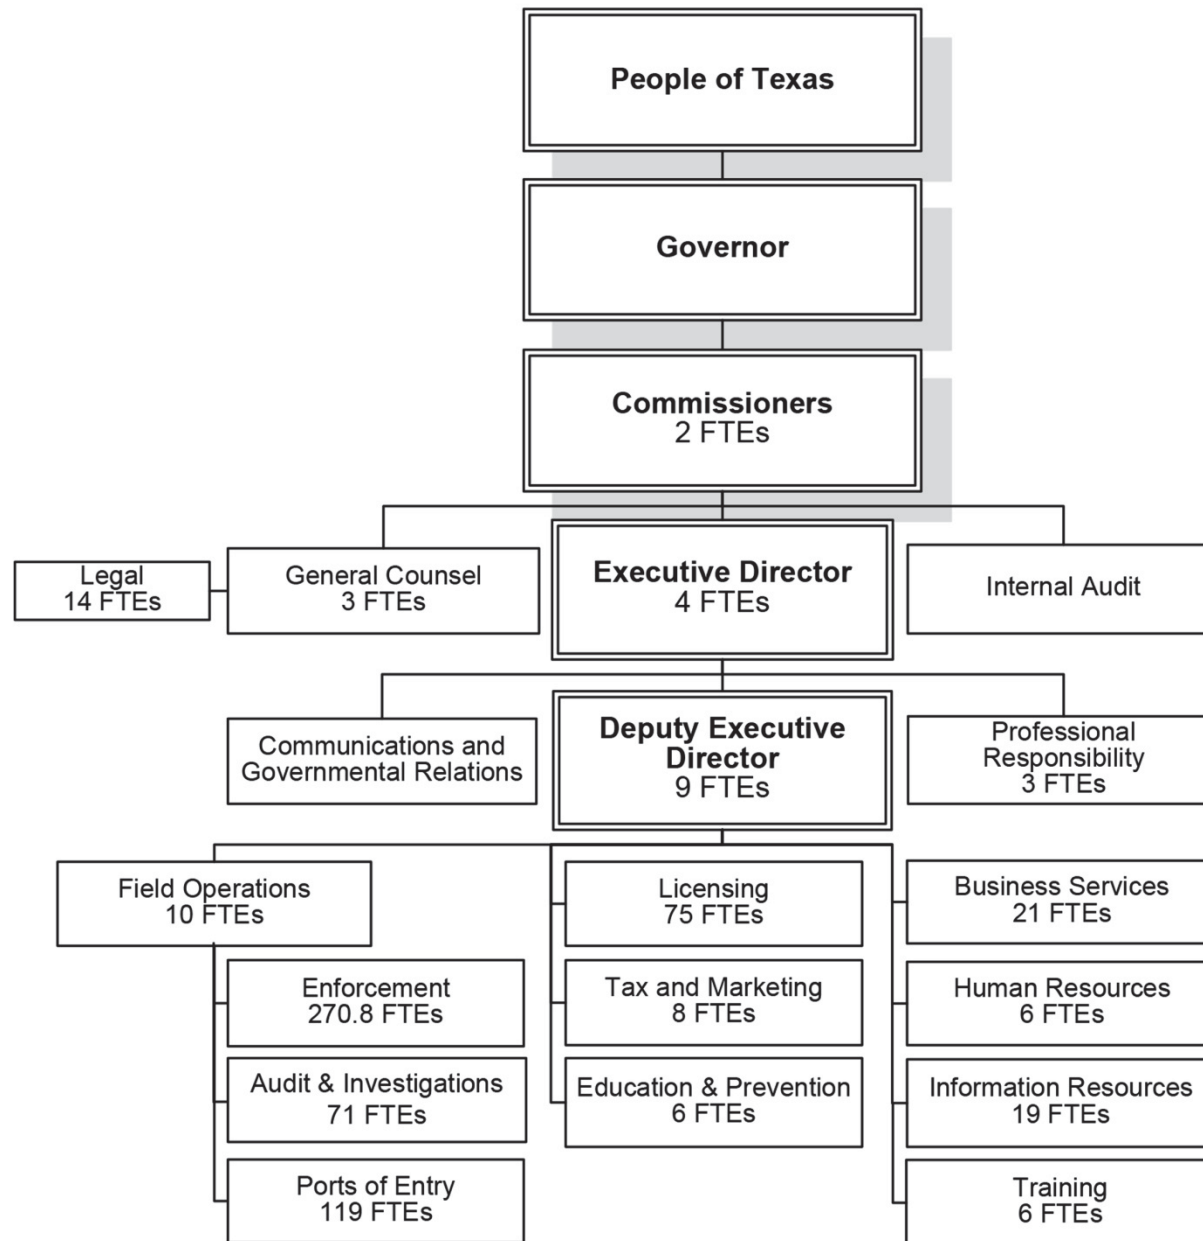 People of Texas
Governor
Commissioners
2 FTEs
Legal
14 FTEs
General Counsel
3 FTEs
Executive Director
4 FTEs
Internal Audit
Communications and
Governmental Relations
Deputy Executive
Director
9 FTEs
Professional
Responsibility
3 FTEs
Field Operations
10 FTEs
Licensing
75 FTEs
Business Services
21 FTEs
Enforcement
270.8 FTEs
Tax and Marketing
8 FTEs
Human Resources
6 FTEs
Audit & Investigations
71 FTEs
Education & Prevention
6 FTEs
Information Resources
19 FTEs
Ports of Entry
119 FTEs
Training
6 FTEs